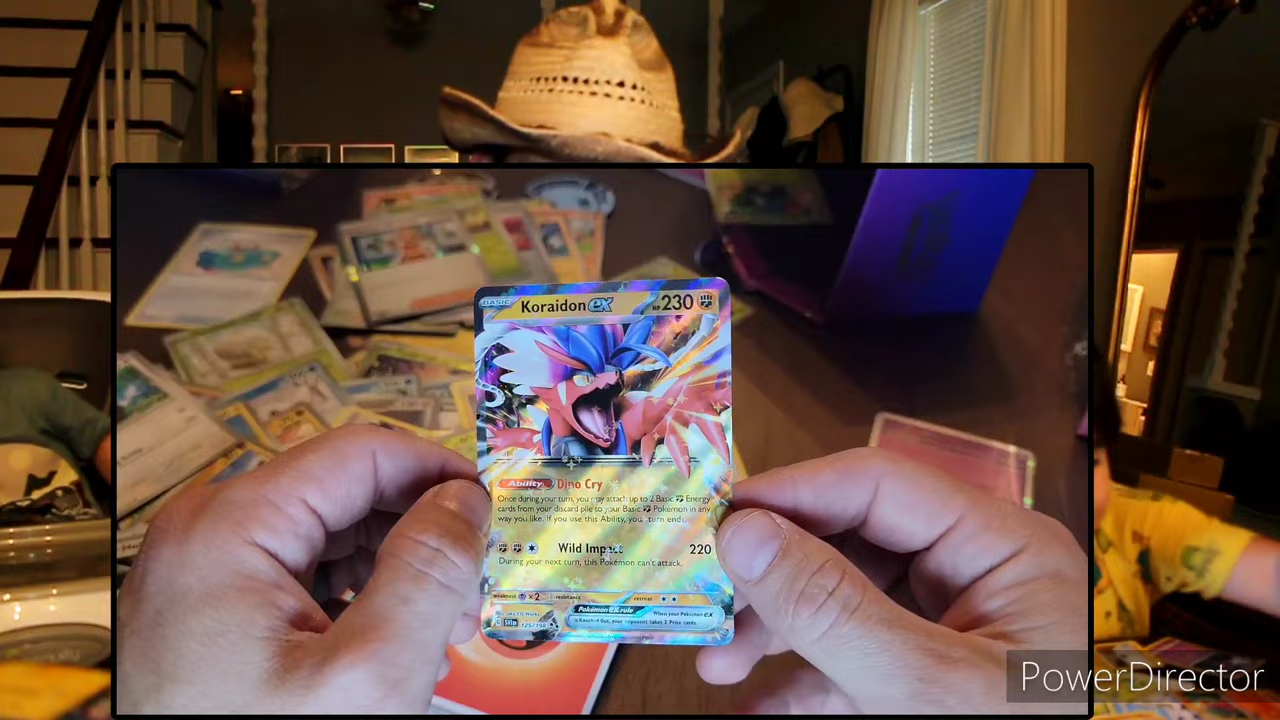 BASIC Koraidon ex HP 230
Ability Dino Cry
Once during your turn, you may attach up to 2 Basic Energy
cards from your discard pile to your Basic Pokémon in any
way you like. If you use this Ability, your turn ends.
Wild Impact 220
During your next turn, this Pokémon can't attack.
weakness ×2 resistance retreat
Pokémon ex rule When your Pokémon ex
is Knocked Out, your opponent takes 2 Prize cards.
125/198
PowerDirector